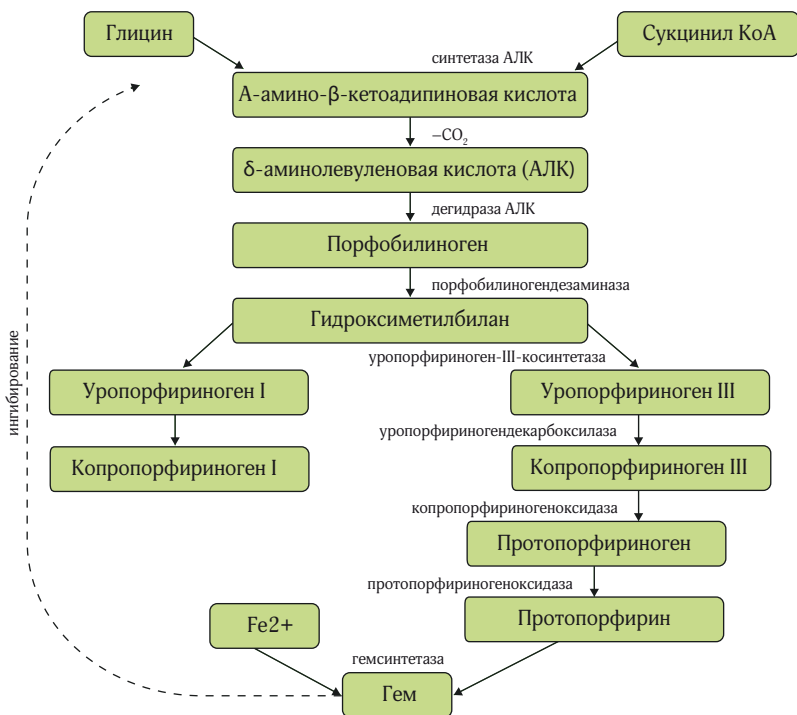 Глицин
Сукцинил КоА
синтетаза АЛК
А-амино-β-кетоадипиновая кислота
–CO₂
δ-аминолевуленовая кислота (АЛК)
дегидраза АЛК
Порфобилиноген
порфобилиногендезаминаза
Гидроксиметилбилан
уропорфириноген-III-косинтетаза
Уропорфириноген I
Уропорфириноген III
уропорфириногендекарбоксилаза
Копропорфириноген I
Копропорфириноген III
копропорфириногеноксидаза
Протопорфириноген
протопорфириногеноксидаза
Протопорфирин
Fe2+
гемсинтетаза
Гем
ингибирование